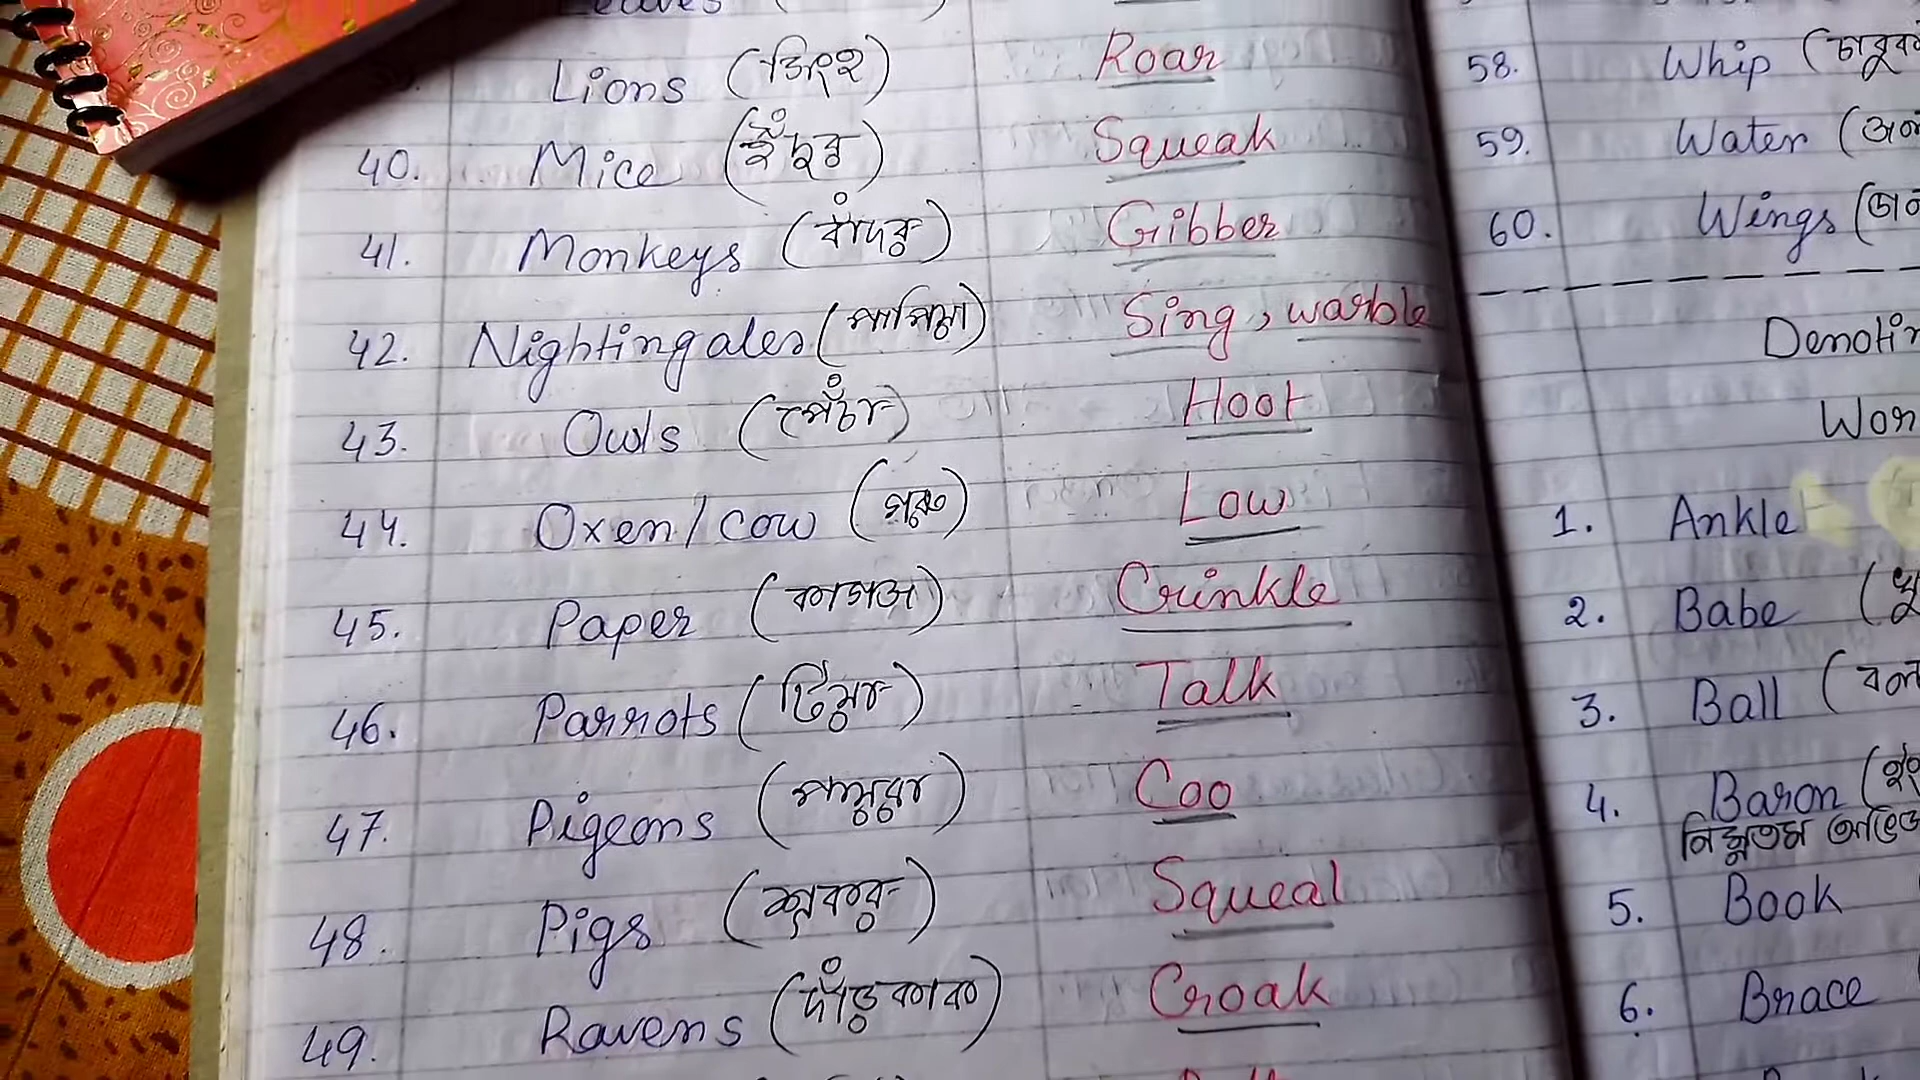 Leaves
Lions (সিংহ) Roar
40. Mice (ইঁদুর) Squeak
41. Monkeys (বাঁদর) Gibber
42. Nightingales (পাপিয়া) Sing, warble
43. Owls (পেঁচা) Hoot
44. Oxen/cow (গরু) Low
45. Paper (কাগজ) Crinkle
46. Parrots (টিয়া) Talk
47. Pigeons (পায়রা) Coo
48. Pigs (শূকর) Squeal
49. Ravens (দাঁড়কাক) Croak
58. Whip
59. Water
60. Wings
1. Ankle
2. Babe
3. Ball
4. Baron
নিম্নতম
5. Book
6. Brace